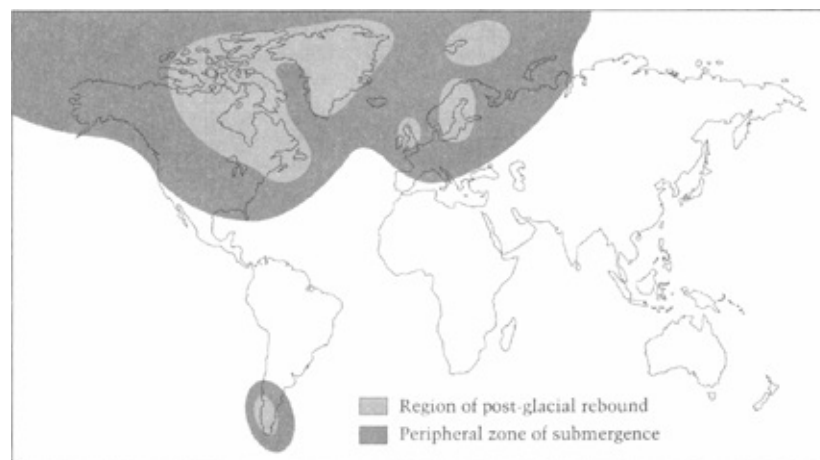 Region of post-glacial rebound
Peripheral zone of submergence